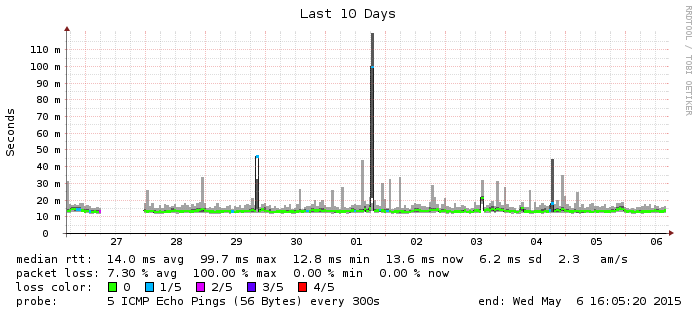 Last 10 Days
RRDTOOL / TOBI OETIKER
Seconds
110 m
100 m
90 m
80 m
70 m
60 m
50 m
40 m
30 m
20 m
10 m
0
27 28 29 30 01 02 03 04 05 06
median rtt: 14.0 ms avg 99.7 ms max 12.8 ms min 13.6 ms now 6.2 ms sd 2.3 am/s
packet loss: 7.30 % avg 100.00 % max 0.00 % min 0.00 % now
loss color: 0 1/5 2/5 3/5 4/5
probe: 5 ICMP Echo Pings (56 Bytes) every 300s end: Wed May 6 16:05:20 2015